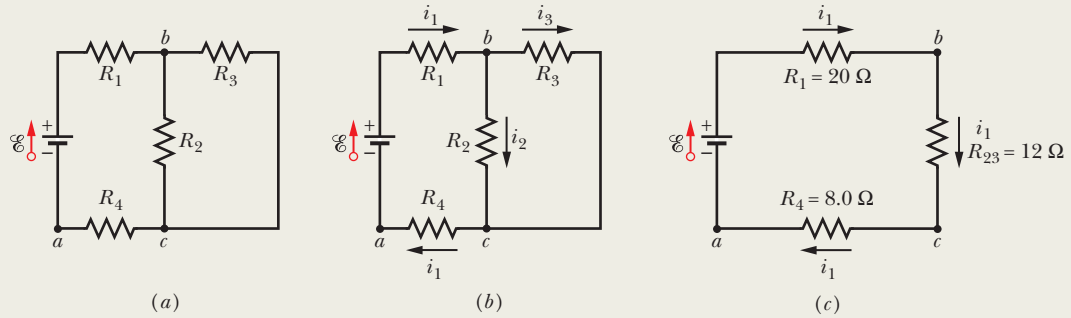 b
R₁
R₃
ℰ
+
−
R₂
R₄
a
c
(a)
i₁
i₃
b
R₁
R₃
ℰ
+
−
R₂
i₂
R₄
a
c
i₁
(b)
i₁
b
R₁ = 20 Ω
ℰ
+
−
i₁
R₂₃ = 12 Ω
R₄ = 8.0 Ω
a
c
i₁
(c)